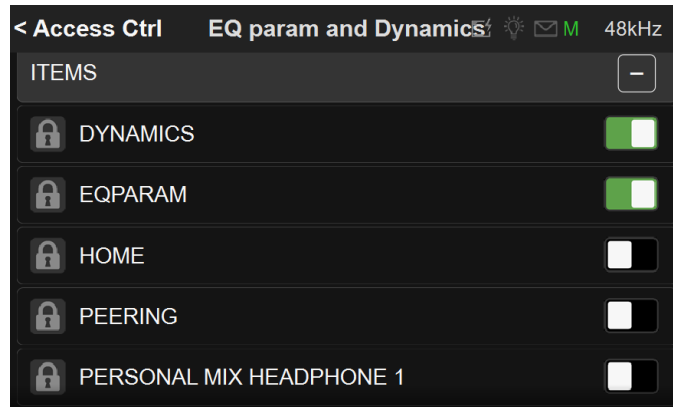 < Access Ctrl EQ param and Dynamics M 48kHz
ITEMS
DYNAMICS
EQPARAM
HOME
PEERING
PERSONAL MIX HEADPHONE 1